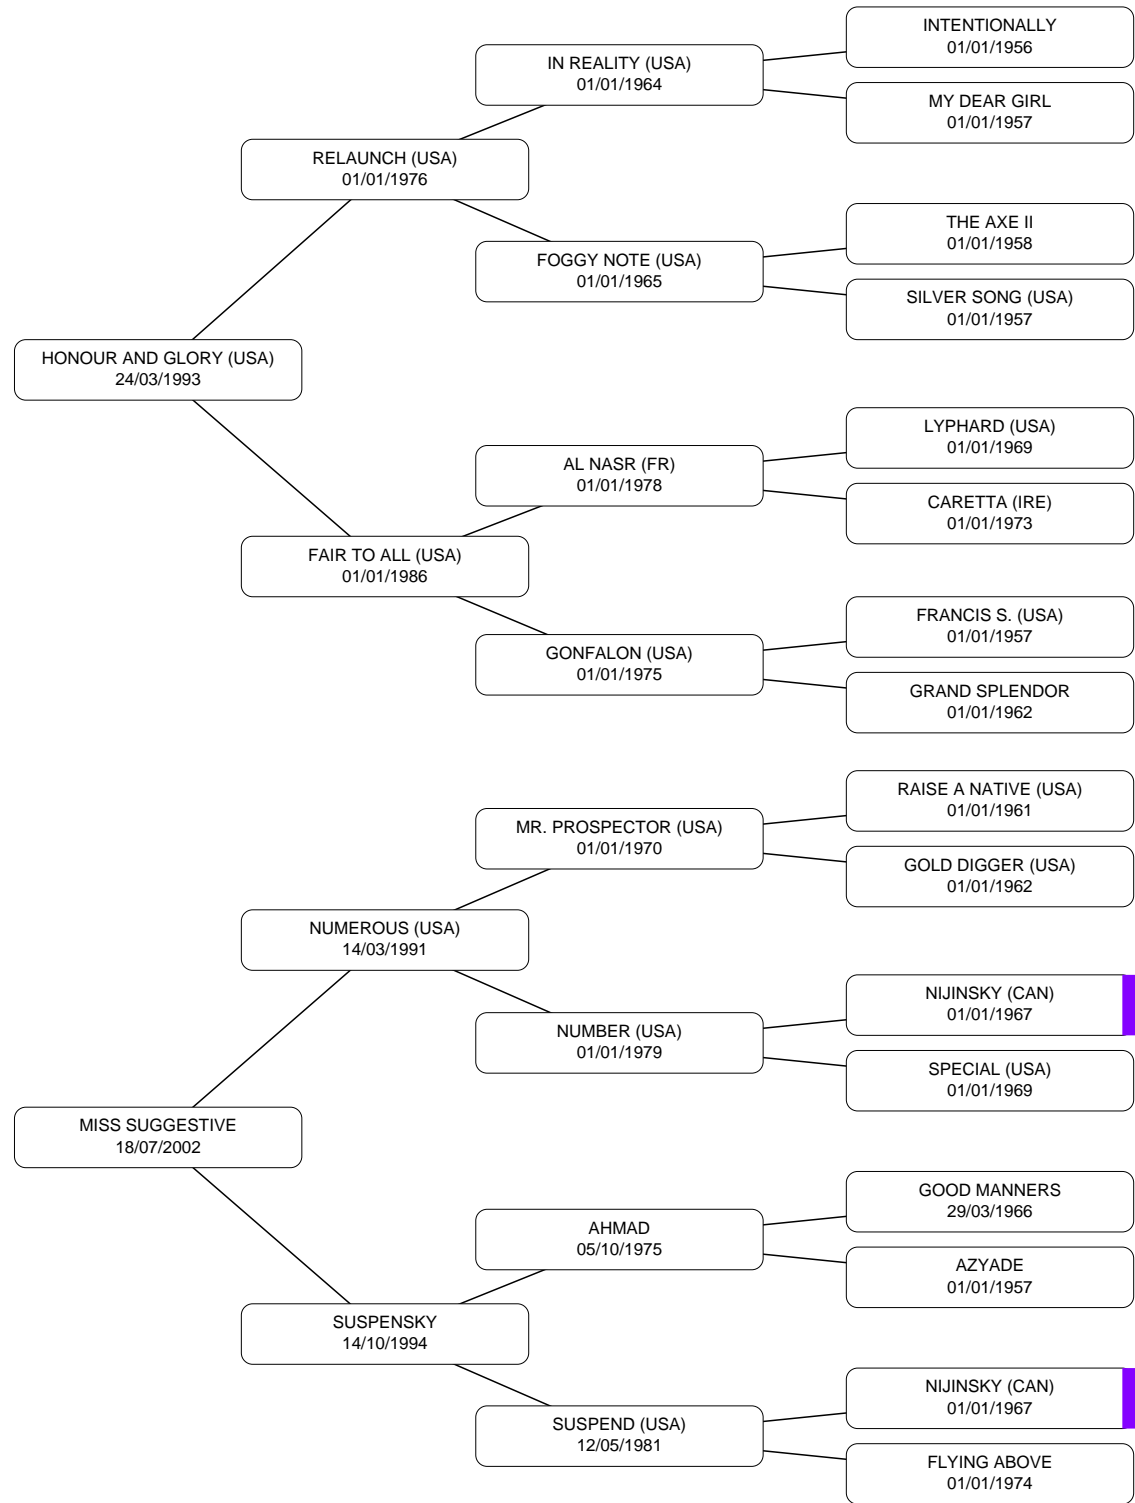 INTENTIONALLY
01/01/1956
IN REALITY (USA)
01/01/1964
MY DEAR GIRL
01/01/1957
RELAUNCH (USA)
01/01/1976
THE AXE II
01/01/1958
FOGGY NOTE (USA)
01/01/1965
SILVER SONG (USA)
01/01/1957
HONOUR AND GLORY (USA)
24/03/1993
LYPHARD (USA)
01/01/1969
AL NASR (FR)
01/01/1978
CARETTA (IRE)
01/01/1973
FAIR TO ALL (USA)
01/01/1986
FRANCIS S. (USA)
01/01/1957
GONFALON (USA)
01/01/1975
GRAND SPLENDOR
01/01/1962
RAISE A NATIVE (USA)
01/01/1961
MR. PROSPECTOR (USA)
01/01/1970
GOLD DIGGER (USA)
01/01/1962
NUMEROUS (USA)
14/03/1991
NIJINSKY (CAN)
01/01/1967
NUMBER (USA)
01/01/1979
SPECIAL (USA)
01/01/1969
MISS SUGGESTIVE
18/07/2002
GOOD MANNERS
29/03/1966
AHMAD
05/10/1975
AZYADE
01/01/1957
SUSPENSKY
14/10/1994
NIJINSKY (CAN)
01/01/1967
SUSPEND (USA)
12/05/1981
FLYING ABOVE
01/01/1974